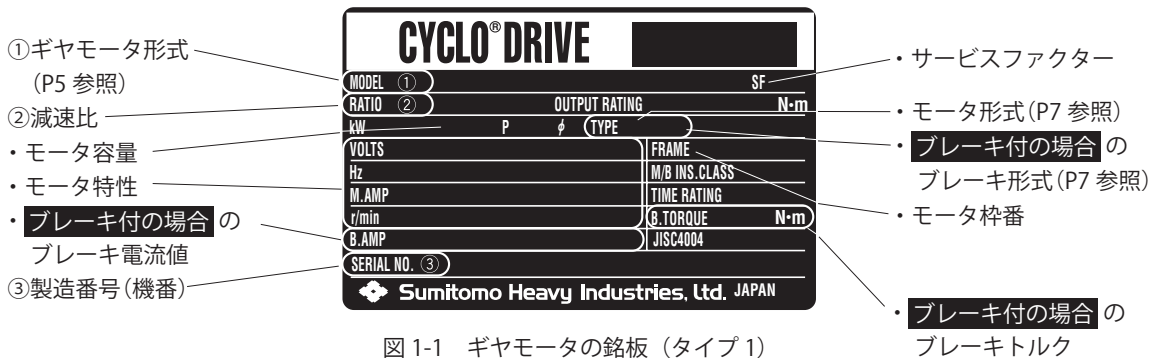 ①ギヤモータ形式
（P5 参照）
②減速比
・モータ容量
・モータ特性
・ブレーキ付の場合 の
ブレーキ電流値
③製造番号（機番）
CYCLO® DRIVE
MODEL ① SF
RATIO ② OUTPUT RATING N·m
kW P ϕ TYPE
VOLTS FRAME
Hz M/B INS.CLASS
M.AMP TIME RATING
r/min B.TORQUE N·m
B.AMP JISC4004
SERIAL NO. ③
Sumitomo Heavy Industries, Ltd. JAPAN
・サービスファクター
・モータ形式（P7 参照）
・ブレーキ付の場合 の
ブレーキ形式（P7 参照）
・モータ枠番
・ブレーキ付の場合 の
ブレーキトルク
図 1-1 ギヤモータの銘板（タイプ 1）